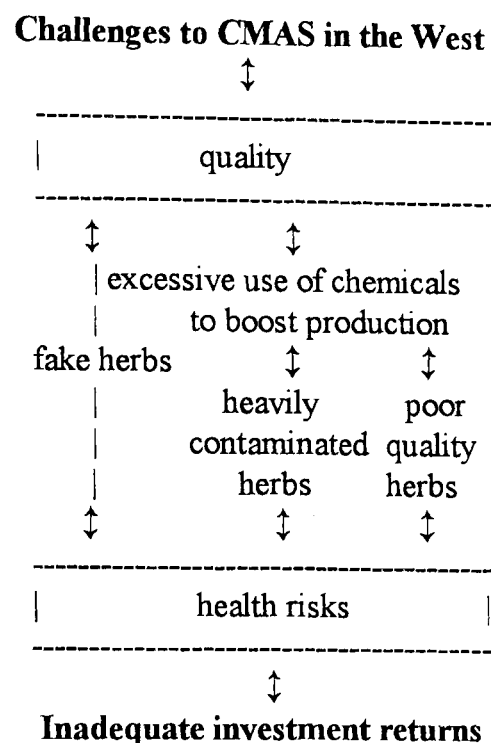 Challenges to CMAS in the West
quality
excessive use of chemicals
to boost production
fake herbs
heavily poor
contaminated quality
herbs herbs
health risks
Inadequate investment returns